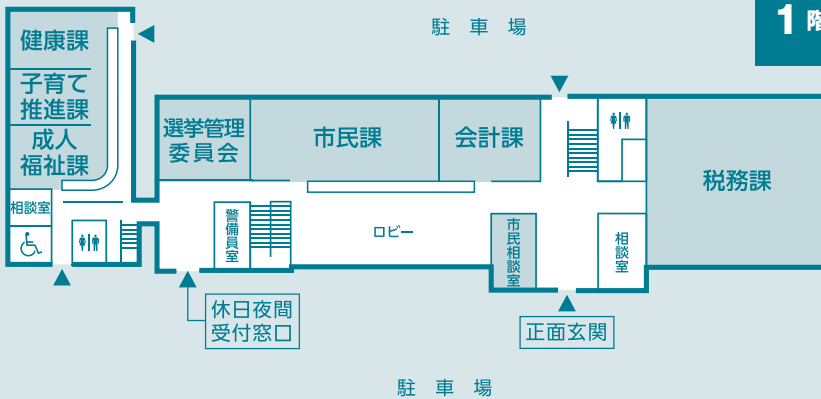 駐車場
1階
健康課
子育て
推進課
成人
福祉課
相談室
選挙管理
委員会
市民課
会計課
税務課
警備員室
ロビー
市民相談室
相談室
休日夜間
受付窓口
正面玄関
駐車場